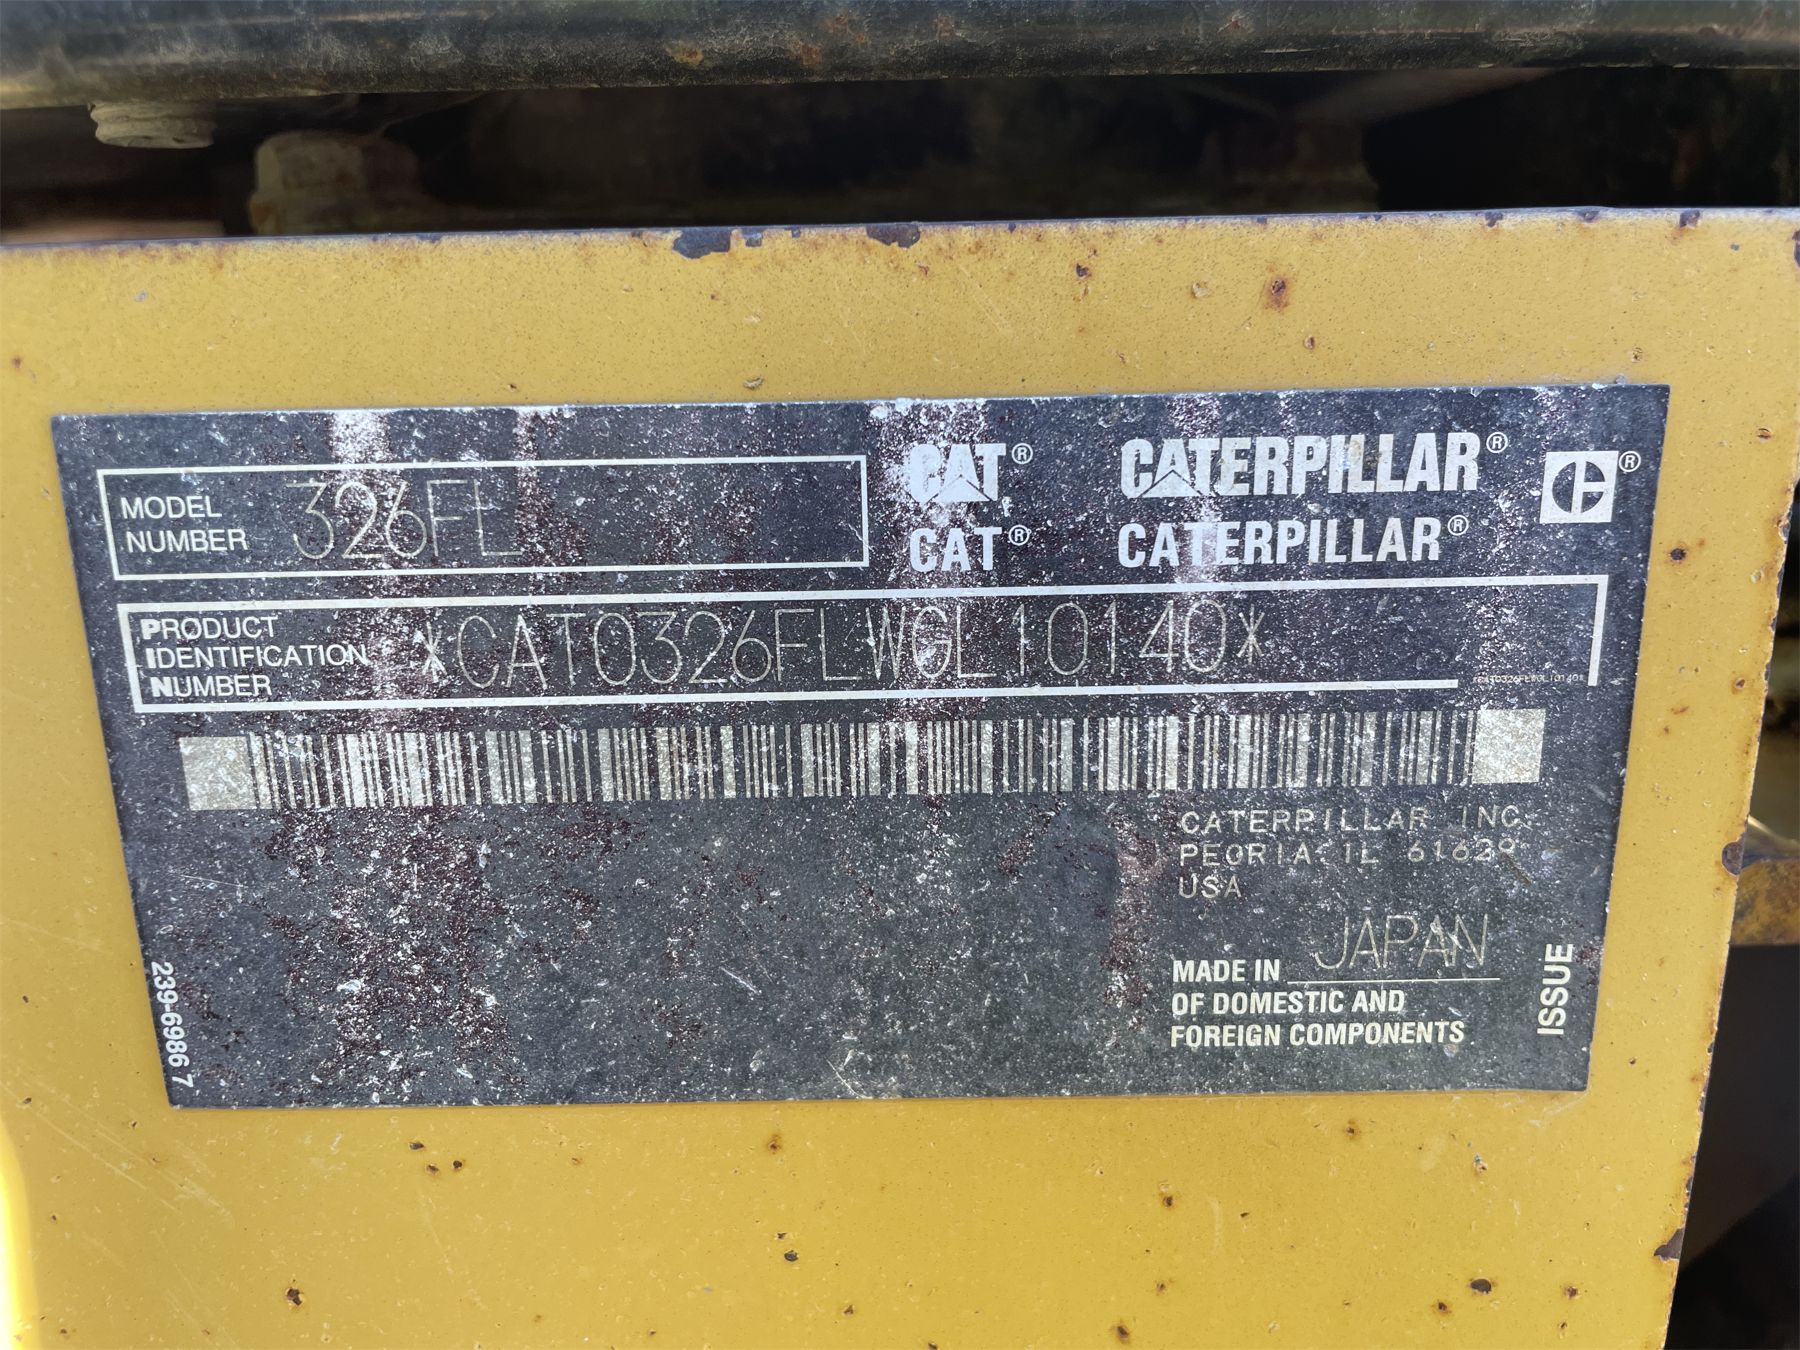 MODEL
NUMBER 326FL
CAT® CATERPILLAR® ®
CAT® CATERPILLAR®
PRODUCT
IDENTIFICATION
NUMBER
*CAT0326FLWGL10140*
CATERPILLAR INC.
PEORIA IL 61629
USA
MADE IN JAPAN
OF DOMESTIC AND
FOREIGN COMPONENTS
ISSUE
239-6986 7